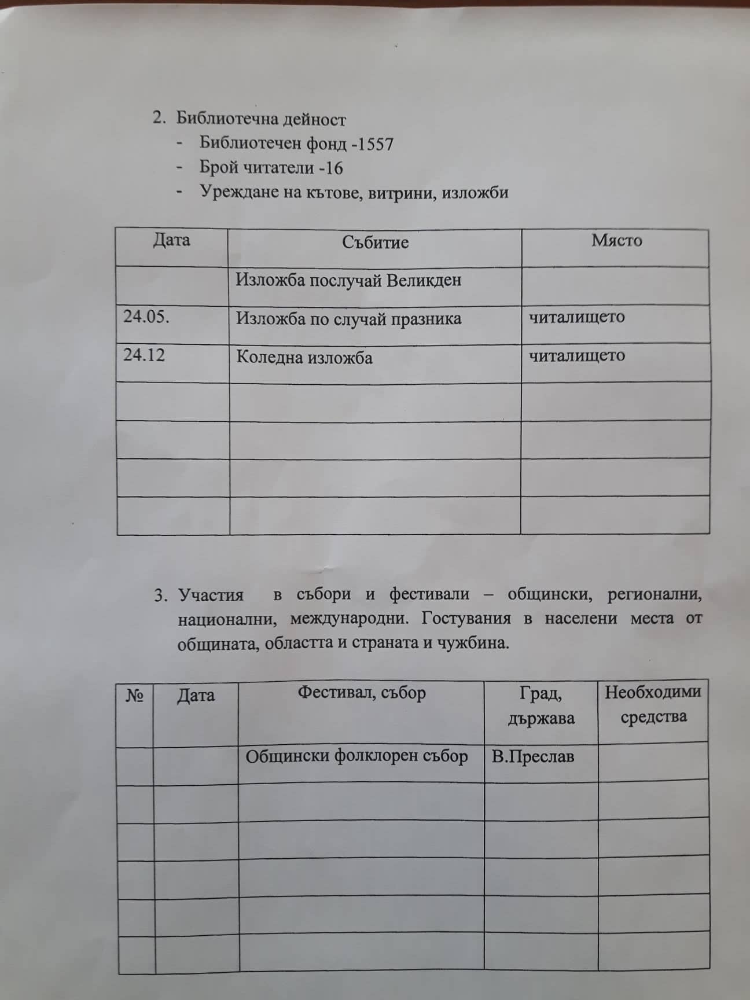 2. Библиотечна дейност
- Библиотечен фонд -1557
- Брой читатели -16
- Уреждане на кътове, витрини, изложби
Дата Събитие Място
Изложба послучай Великден
24.05. Изложба по случай празника читалището
24.12 Коледна изложба читалището
3. Участия в събори и фестивали – общински, регионални,
национални, международни. Гостувания в населени места от
общината, областта и страната и чужбина.
№ Дата Фестивал, събор Град, държава Необходими средства
Общински фолклорен събор В.Преслав